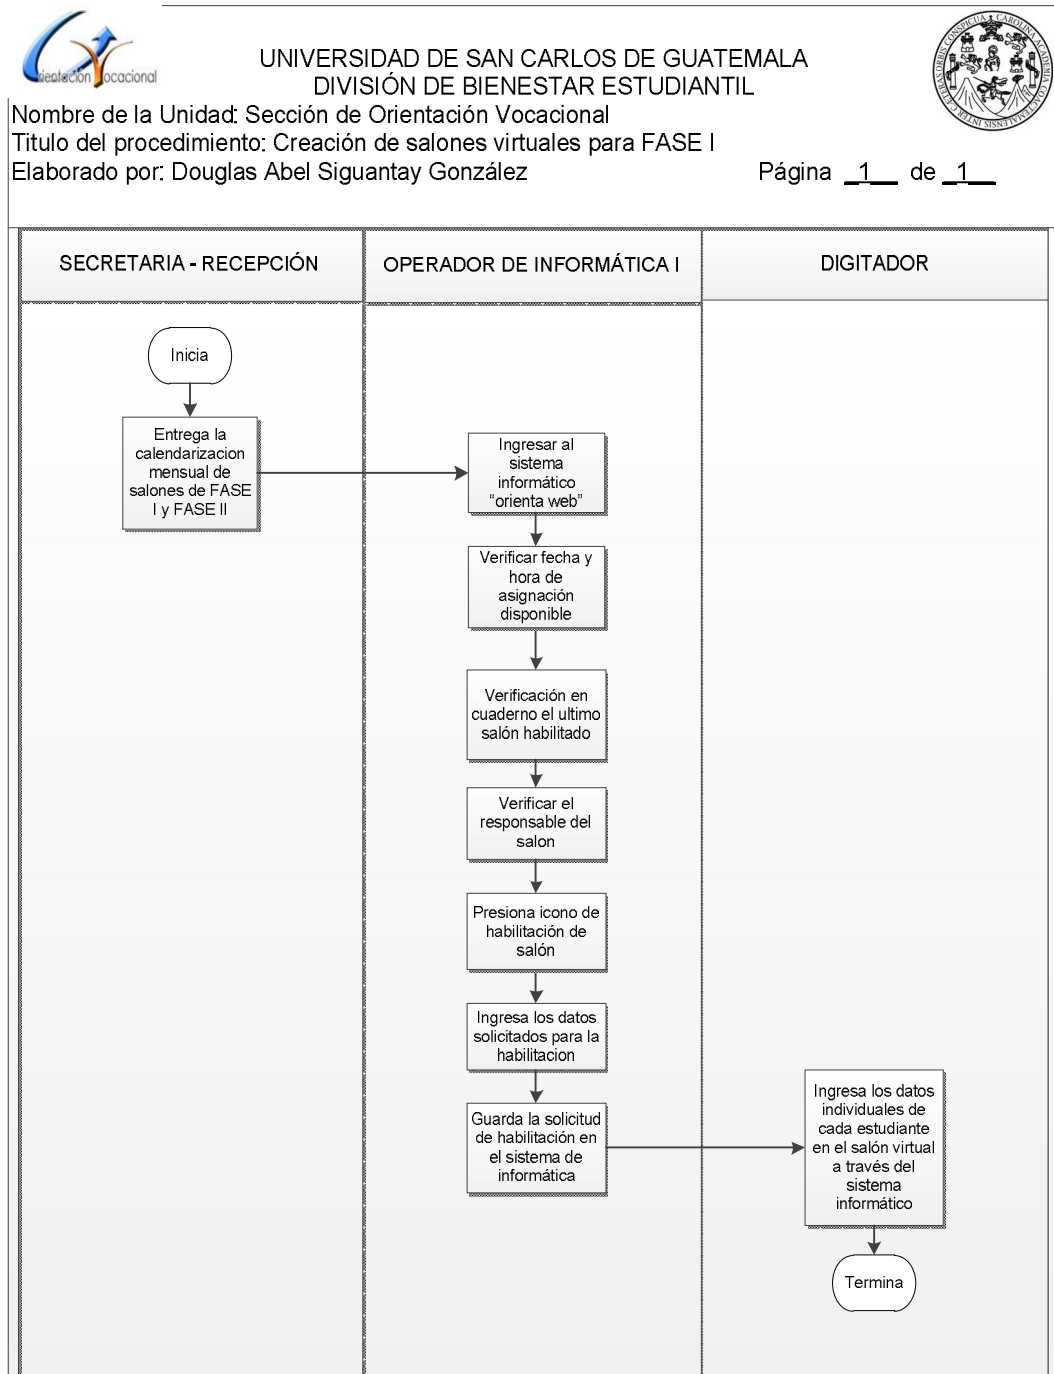 Orientación Vocacional
UNIVERSIDAD DE SAN CARLOS DE GUATEMALA
DIVISIÓN DE BIENESTAR ESTUDIANTIL
Nombre de la Unidad: Sección de Orientación Vocacional
Titulo del procedimiento: Creación de salones virtuales para FASE I
Elaborado por: Douglas Abel Siguantay González
Página 1 de 1
SECRETARIA - RECEPCIÓN
OPERADOR DE INFORMÁTICA I
DIGITADOR
Inicia
Entrega la
calendarizacion
mensual de
salones de FASE
I y FASE II
Ingresar al
sistema
informático
“orienta web”
Verificar fecha y
hora de
asignación
disponible
Verificación en
cuaderno el ultimo
salón habilitado
Verificar el
responsable del
salon
Presiona icono de
habilitación de
salón
Ingresa los datos
solicitados para la
habilitacion
Guarda la solicitud
de habilitación en
el sistema de
informática
Ingresa los datos
individuales de
cada estudiante
en el salón virtual
a través del
sistema
informático
Termina